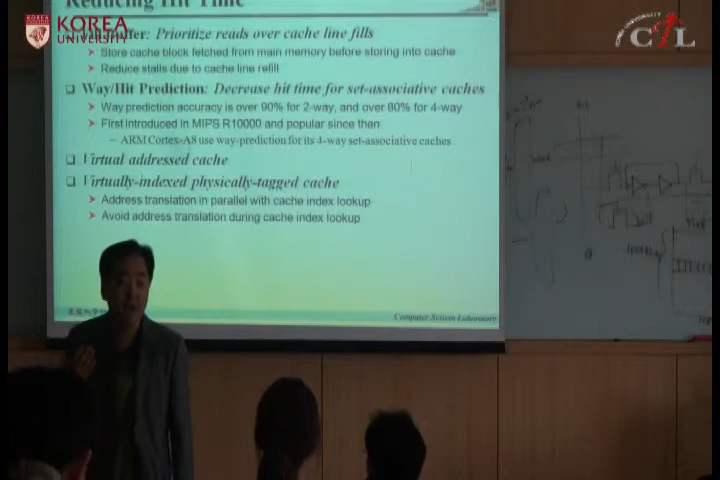 Reducing Hit Time
KOREA
UNIVERSITY
Prioritize reads over cache line fills
Store cache block fetched from main memory before storing into cache
Reduce stalls due to cache line refill
Way/Hit Prediction: Decrease hit time for set-associative caches
Way prediction accuracy is over 90% for 2-way, and over 80% for 4-way
First introduced in MIPS R10000 and popular since then
– ARM Cortex-A8 use way-prediction for its 4-way set-associative caches
Virtual addressed cache
Virtually-indexed physically-tagged cache
Address translation in parallel with cache index lookup
Avoid address translation during cache index lookup
Computer System Laboratory